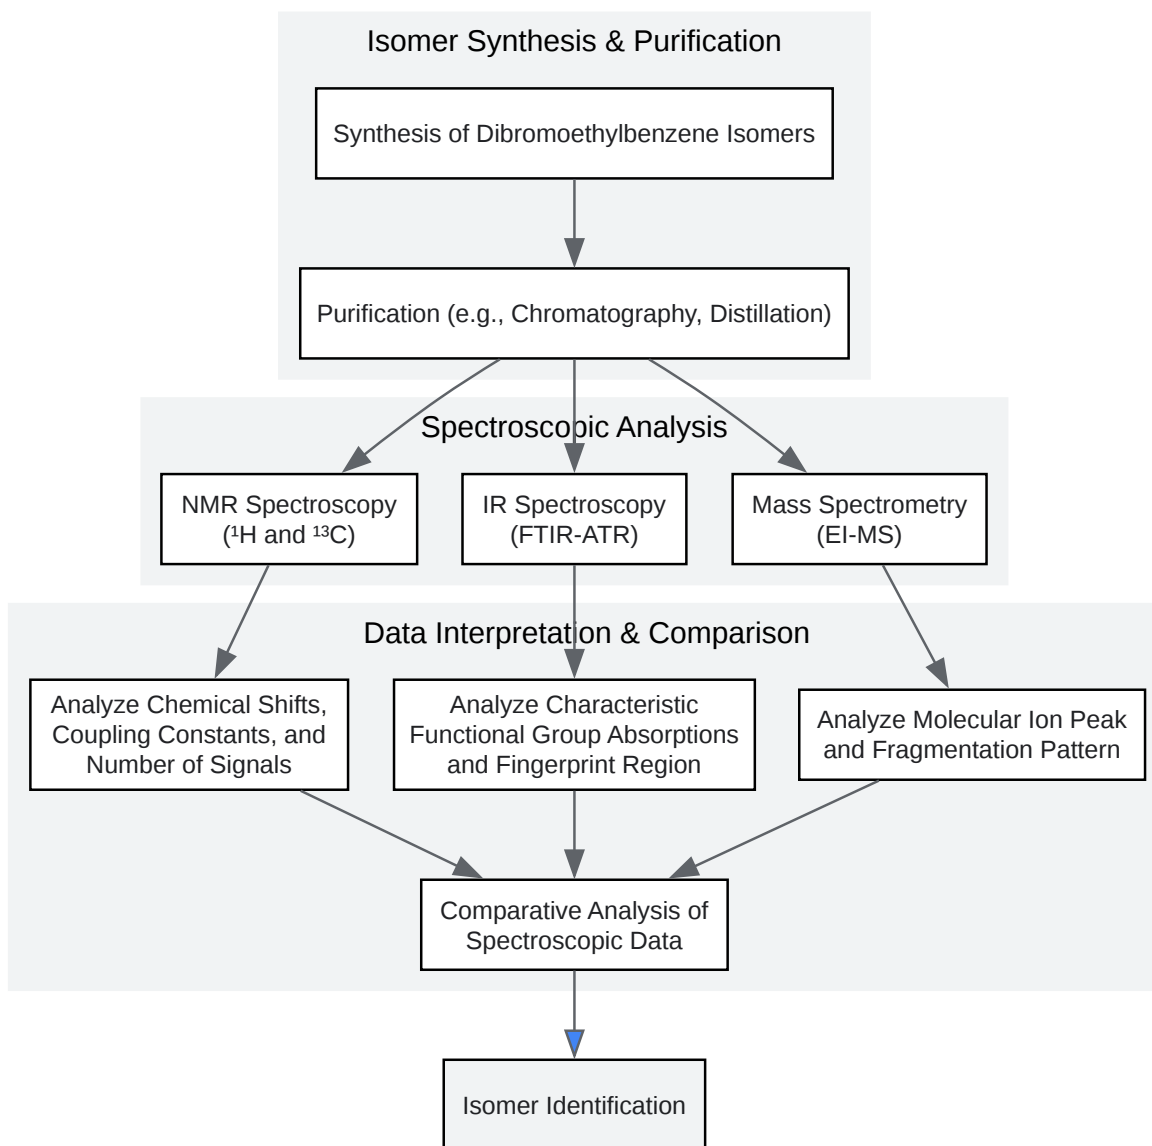 Isomer Synthesis & Purification
Synthesis of Dibromoethylbenzene Isomers
Purification (e.g., Chromatography, Distillation)
Spectroscopic Analysis
NMR Spectroscopy
(¹H and ¹³C)
IR Spectroscopy
(FTIR-ATR)
Mass Spectrometry
(EI-MS)
Data Interpretation & Comparison
Analyze Chemical Shifts,
Coupling Constants, and
Number of Signals
Analyze Characteristic
Functional Group Absorptions
and Fingerprint Region
Analyze Molecular Ion Peak
and Fragmentation Pattern
Comparative Analysis of
Spectroscopic Data
Isomer Identification